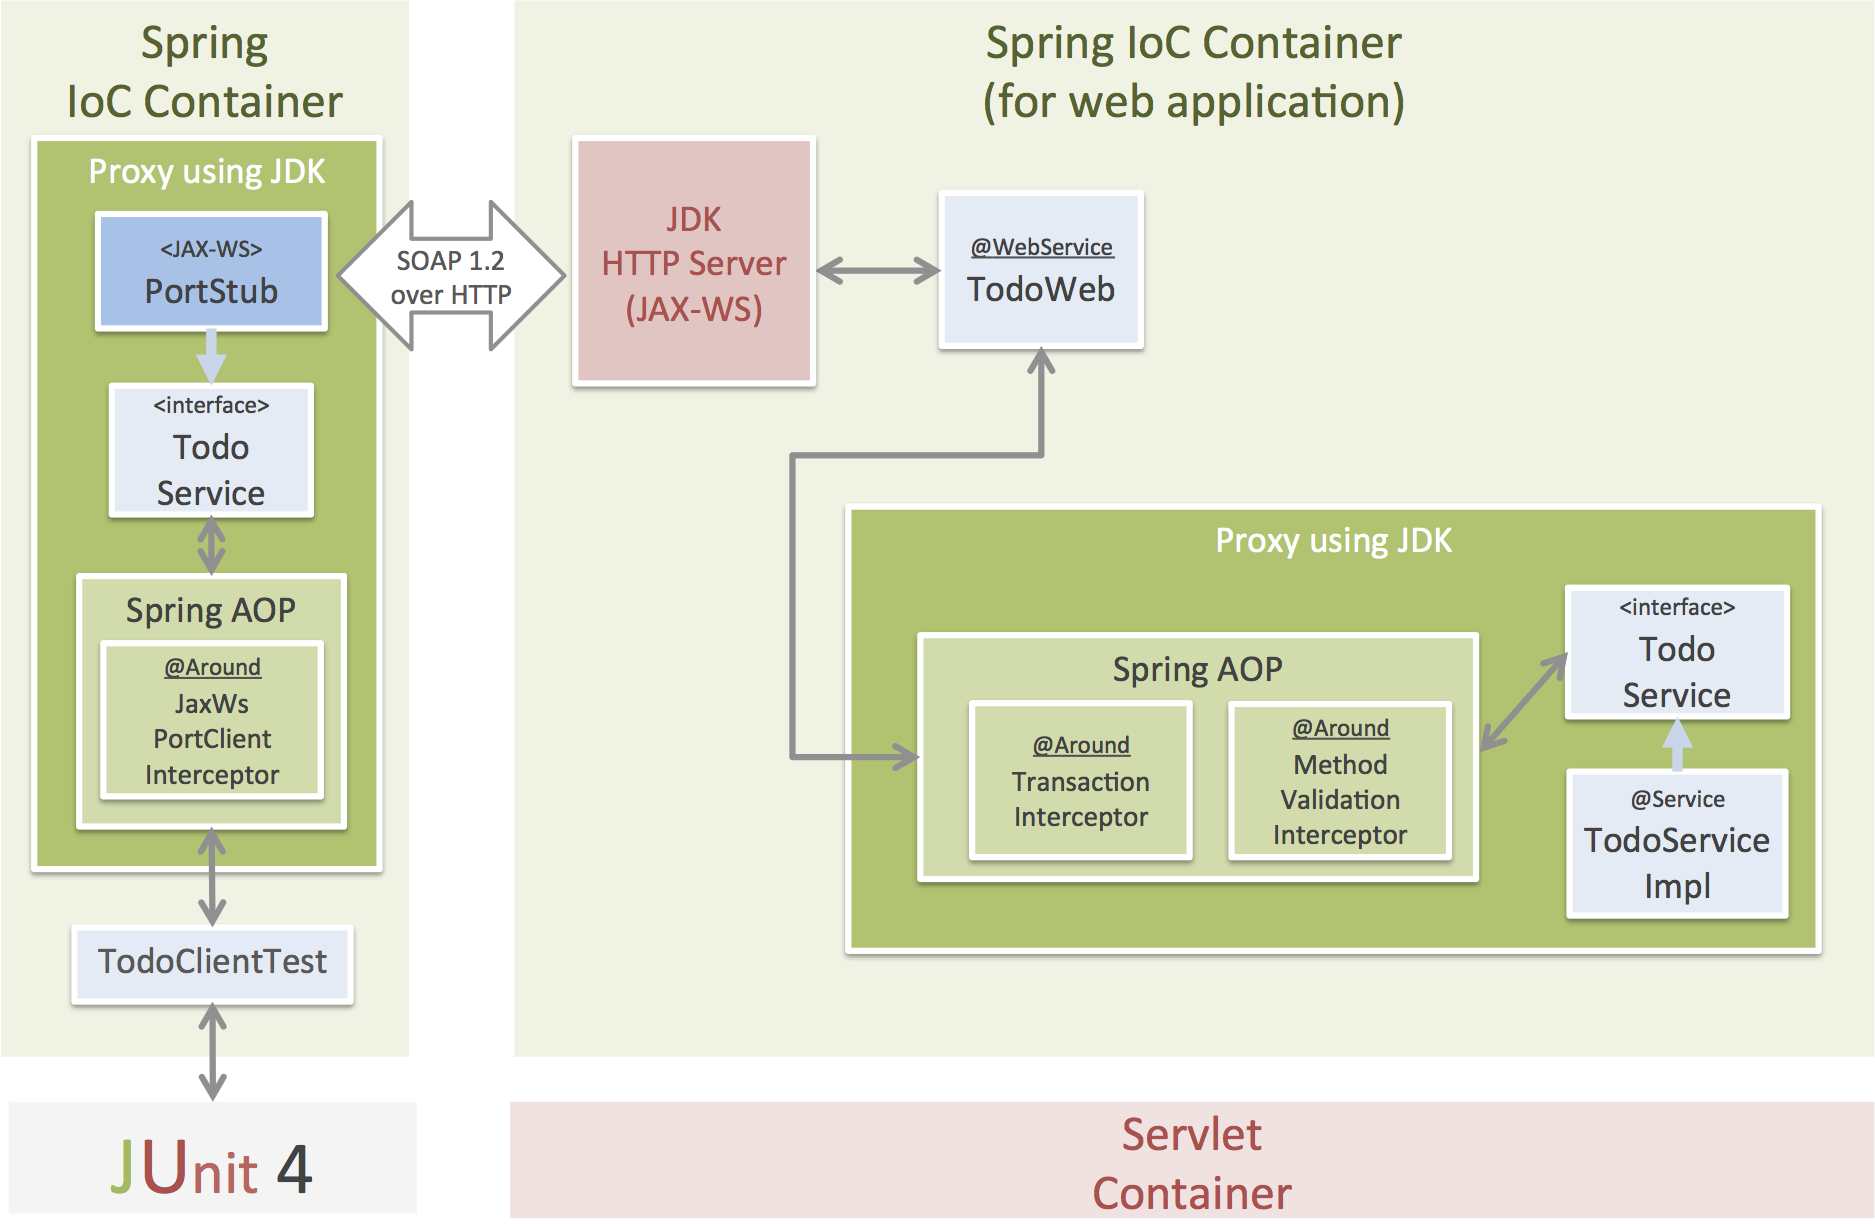 Spring
IoC Container
Proxy using JDK
<JAX-WS>
PortStub
<interface>
Todo
Service
Spring AOP
@Around
JaxWs
PortClient
Interceptor
TodoClientTest
JUnit 4
SOAP 1.2
over HTTP
Spring IoC Container
(for web application)
JDK
HTTP Server
(JAX-WS)
@WebService
TodoWeb
Proxy using JDK
Spring AOP
@Around
Transaction
Interceptor
@Around
Method
Validation
Interceptor
<interface>
Todo
Service
@Service
TodoService
Impl
Servlet
Container